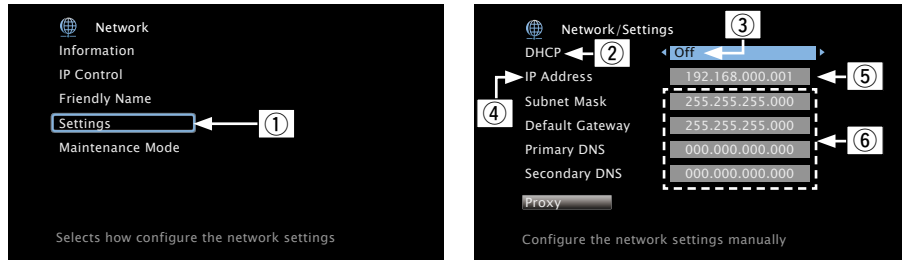 Network
Information
IP Control
Friendly Name
Settings
①
Maintenance Mode
Selects how configure the network settings
Network/Settings
③
DHCP
②
Off
④
IP Address
192.168.000.001
⑤
Subnet Mask
255.255.255.000
Default Gateway
255.255.255.000
⑥
Primary DNS
000.000.000.000
Secondary DNS
000.000.000.000
Proxy
Configure the network settings manually